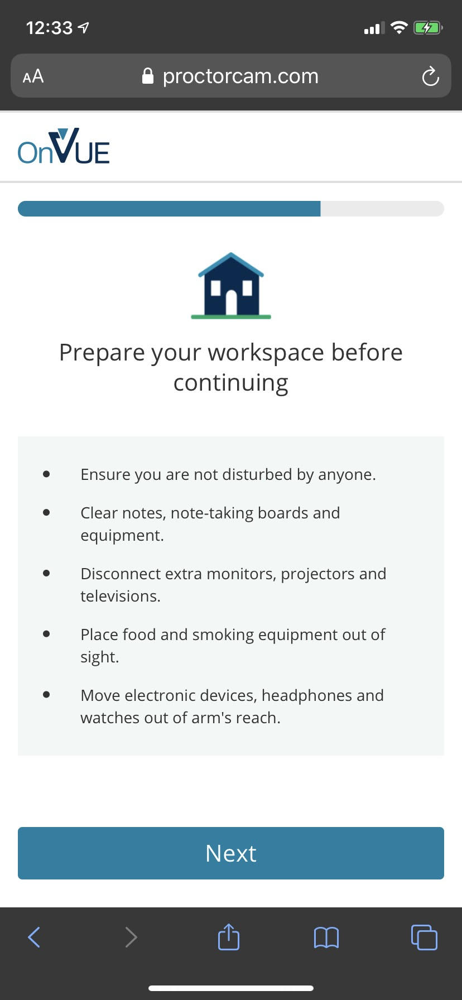 12:33
AA
proctorcam.com
OnVUE
Prepare your workspace before
continuing
• Ensure you are not disturbed by anyone.
• Clear notes, note-taking boards and
equipment.
• Disconnect extra monitors, projectors and
televisions.
• Place food and smoking equipment out of
sight.
• Move electronic devices, headphones and
watches out of arm's reach.
Next